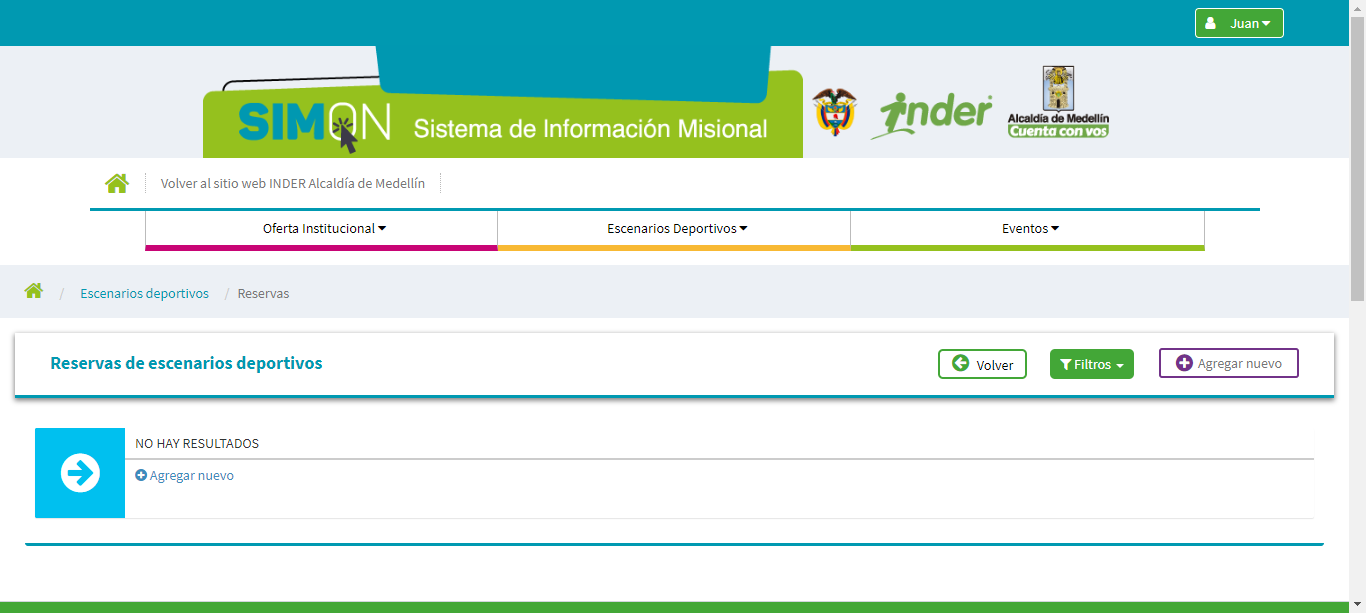 Juan
SIMON Sistema de Información Misional
inder
Alcaldía de Medellín
Cuenta con vos
Volver al sitio web INDER Alcaldía de Medellín
Oferta Institucional
Escenarios Deportivos
Eventos
/ Escenarios deportivos / Reservas
Reservas de escenarios deportivos
Volver
Filtros
Agregar nuevo
NO HAY RESULTADOS
Agregar nuevo